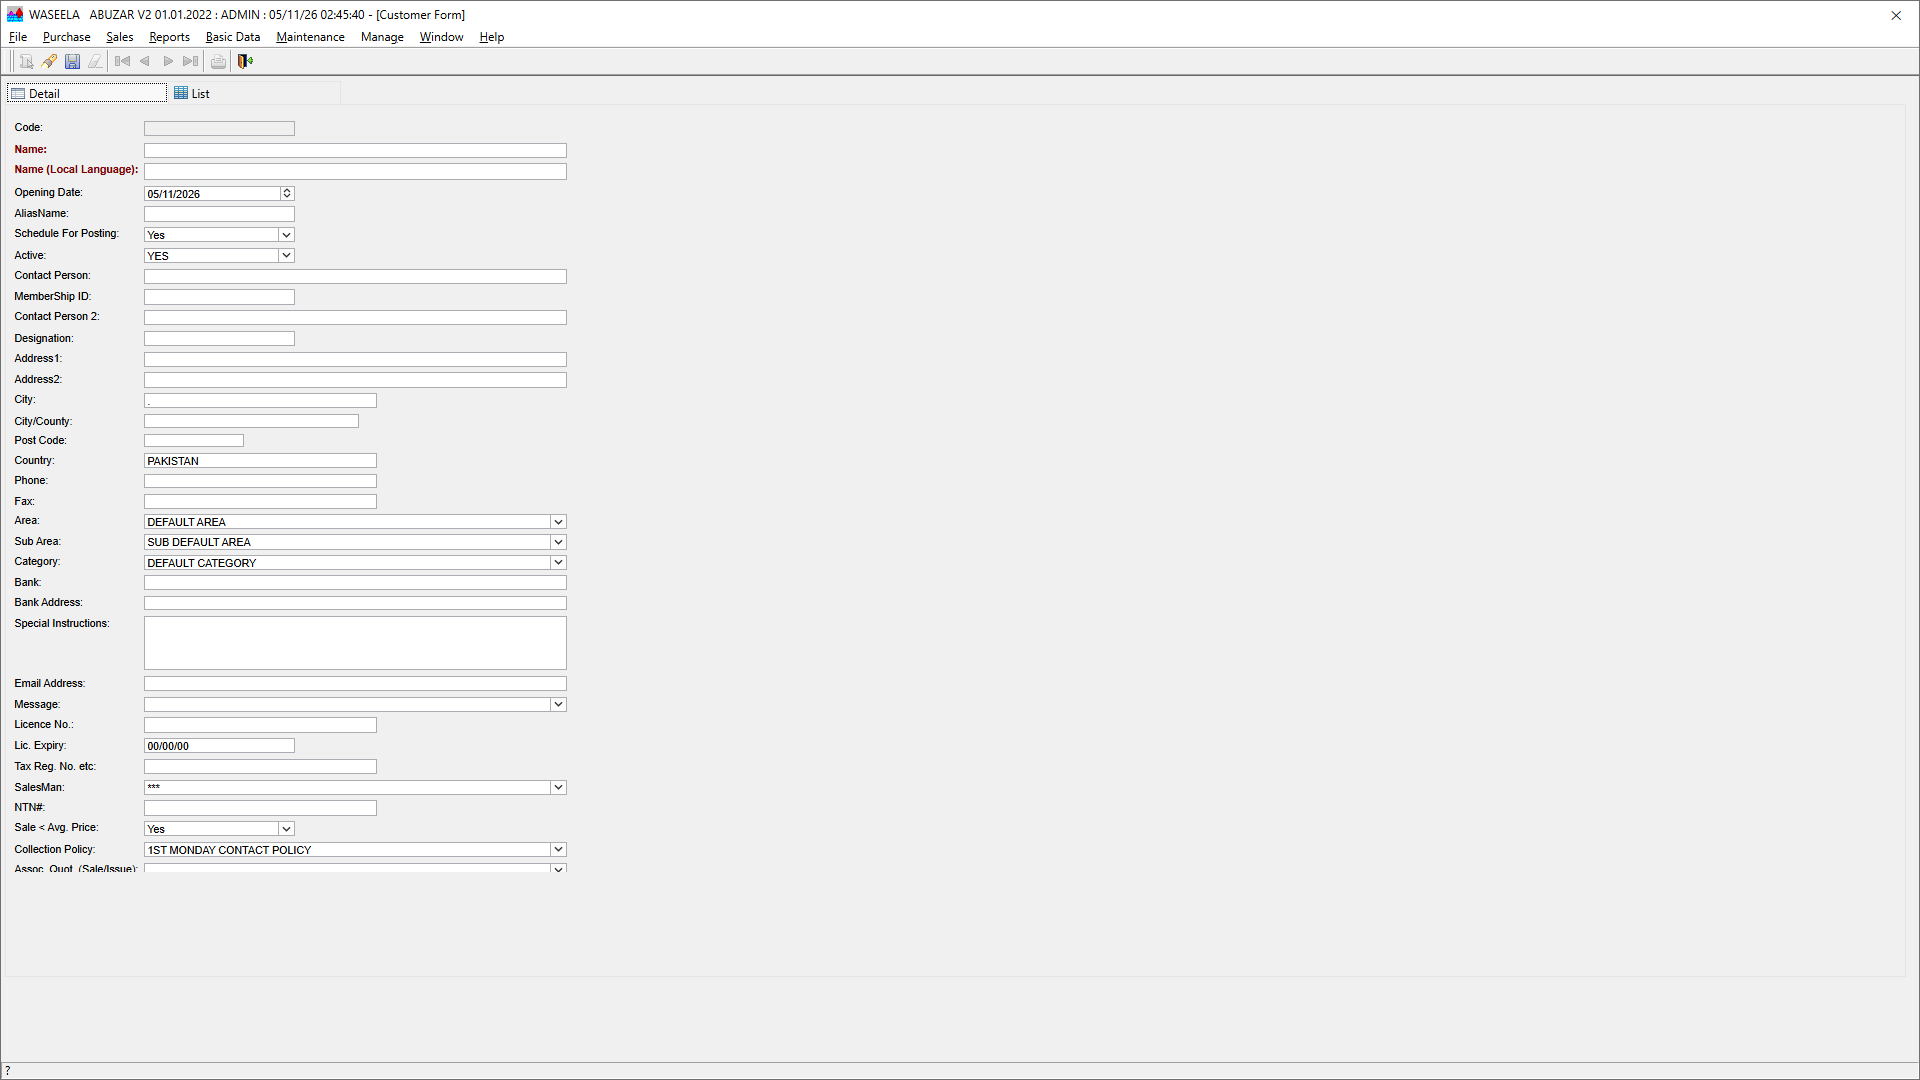 WASEELA ABUZAR V2 01.01.2022 : ADMIN : 05/11/26 02:45:40 - [Customer Form]
File Purchase Sales Reports Basic Data Maintenance Manage Window Help
Detail List
Code:
Name:
Name (Local Language):
Opening Date: 05/11/2026
AliasName:
Schedule For Posting: Yes
Active: YES
Contact Person:
MemberShip ID:
Contact Person 2:
Designation:
Address1:
Address2:
City: .
City/County:
Post Code:
Country: PAKISTAN
Phone:
Fax:
Area: DEFAULT AREA
Sub Area: SUB DEFAULT AREA
Category: DEFAULT CATEGORY
Bank:
Bank Address:
Special Instructions:
Email Address:
Message:
Licence No.:
Lic. Expiry: 00/00/00
Tax Reg. No. etc:
SalesMan: ***
NTN#:
Sale < Avg. Price: Yes
Collection Policy: 1ST MONDAY CONTACT POLICY
Assoc. Quot. (Sale/Issue):
?